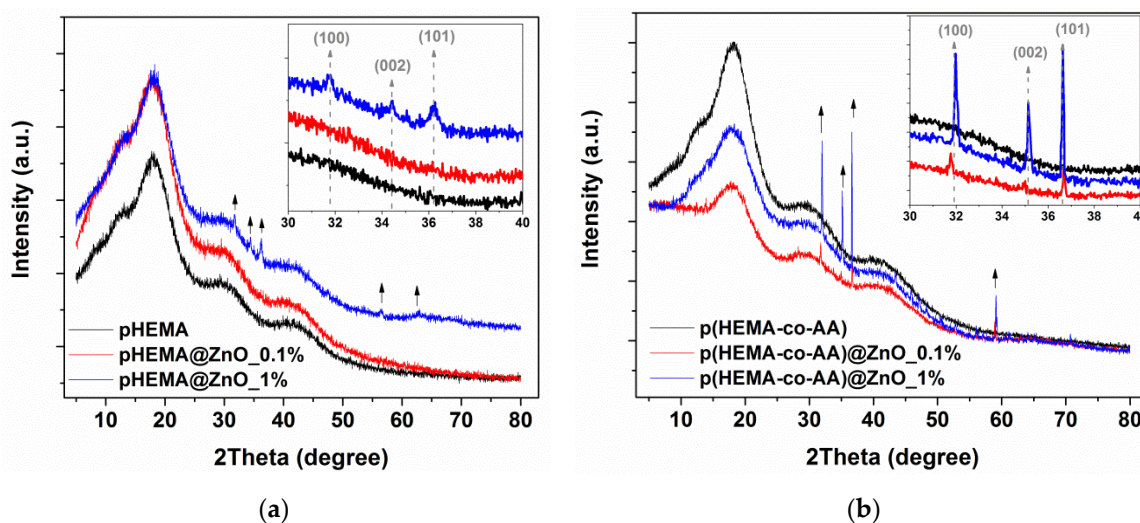 (100)
(002)
(101)
30 32 34 36 38 40
Intensity (a.u.)
pHEMA
pHEMA@ZnO_0.1%
pHEMA@ZnO_1%
10 20 30 40 50 60 70 80
2Theta (degree)
(a)
(100)
(002)
(101)
30 32 34 36 38 40
Intensity (a.u.)
p(HEMA-co-AA)
p(HEMA-co-AA)@ZnO_0.1%
p(HEMA-co-AA)@ZnO_1%
10 20 30 40 50 60 70 80
2Theta (degree)
(b)